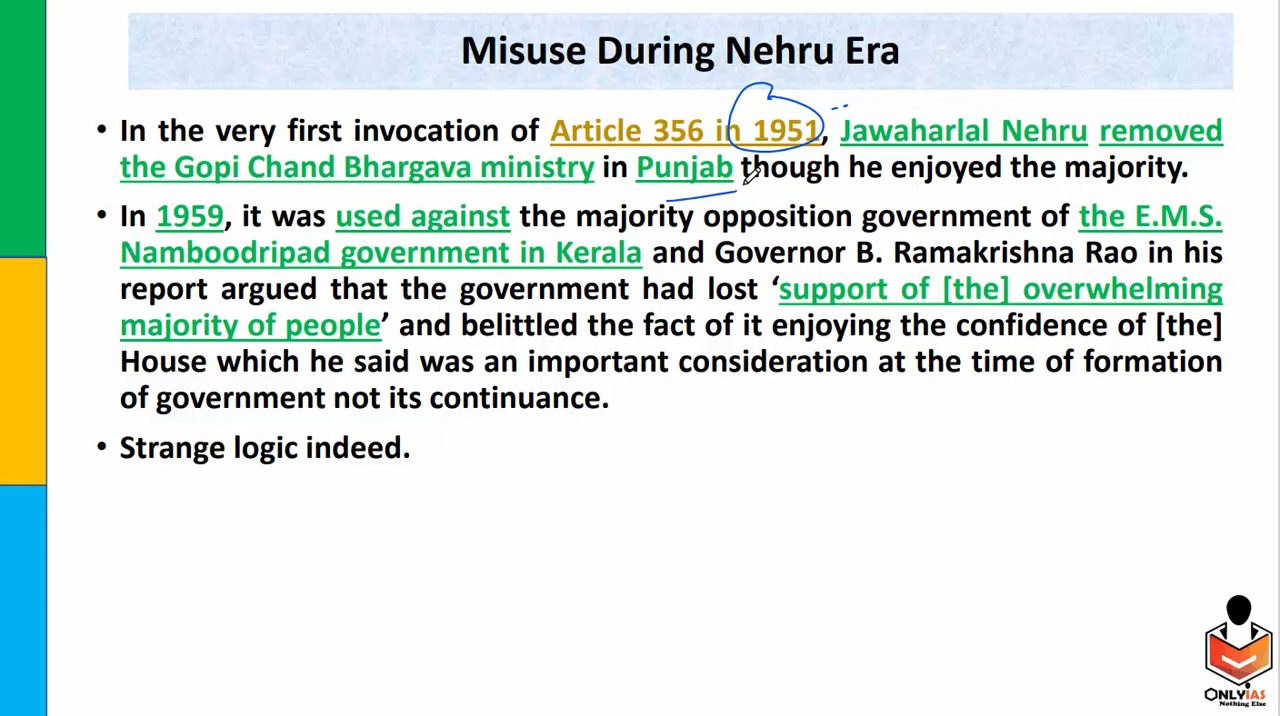 Misuse During Nehru Era
• In the very first invocation of Article 356 in 1951, Jawaharlal Nehru removed
the Gopi Chand Bhargava ministry in Punjab though he enjoyed the majority.
• In 1959, it was used against the majority opposition government of the E.M.S.
Namboodripad government in Kerala and Governor B. Ramakrishna Rao in his
report argued that the government had lost ‘support of [the] overwhelming
majority of people’ and belittled the fact of it enjoying the confidence of [the]
House which he said was an important consideration at the time of formation
of government not its continuance.
• Strange logic indeed.
ONLYIAS
Nothing Else